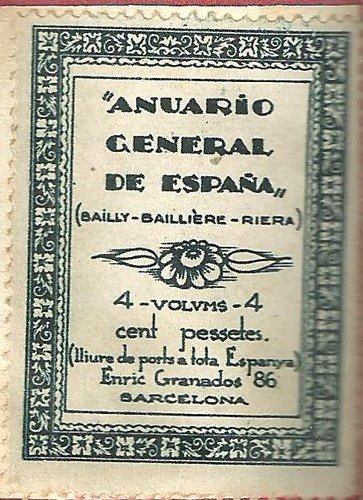 "ANUARIO
GENERAL
DE ESPAÑA„
(BAILLY-BAILLIÈRE-RIERA)
4-VOLVMS-4
cent pessetes.
(lliure de ports a tota Espanya)
Enric Granados 86
BARCELONA